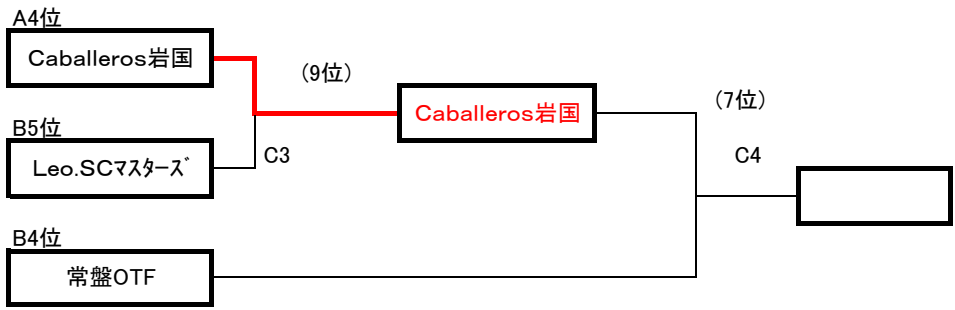 A4位
Caballeros岩国
(9位)
Caballeros岩国
(7位)
B5位
Leo.SCﾏｽﾀｰｽﾞ
C3
C4
B4位
常盤OTF